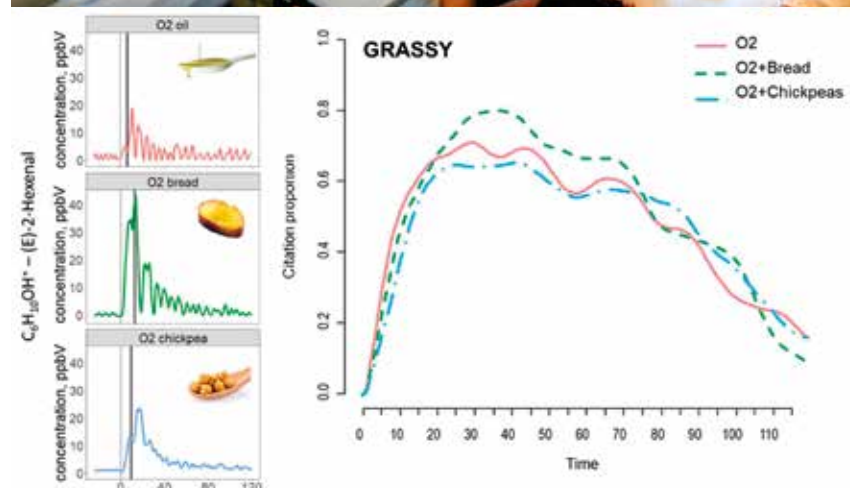 C₆H₁₀OH⁺ – (E)-2-Hexenal
O2 oil
concentration, ppbV
40
30
20
10
0
O2 bread
concentration, ppbV
40
30
20
10
0
O2 chickpea
concentration, ppbV
40
30
20
10
0
0
40
80
120
GRASSY
O2
O2+Bread
O2+Chickpeas
Citation proporion
1.0
0.8
0.6
0.4
0.2
0.0
0 10 20 30 40 50 60 70 80 90 100 110
Time